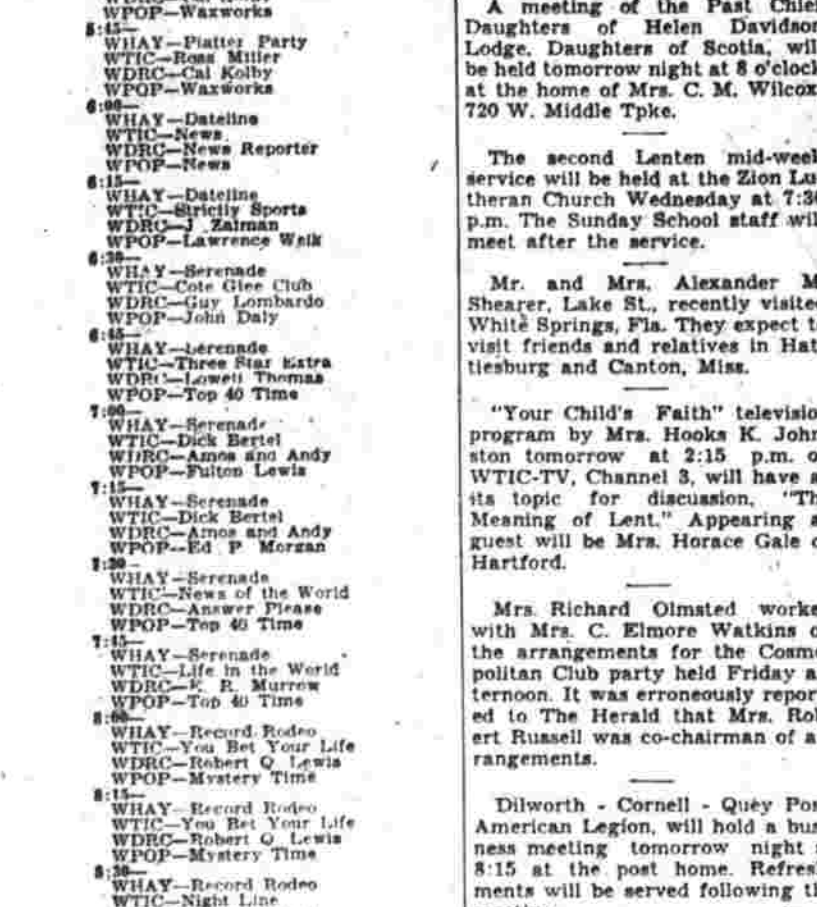 WPOP—Waxworks
5:45—
WHAY—Platter Party
WTIC—Ross Miller
WDRC—Cal Kolby
WPOP—Waxworks
6:00—
WHAY—Dateline
WTIC—News
WDRC—News Reporter
WPOP—News
6:15—
WHAY—Dateline
WTIC—Strictly Sports
WDRC—J. Zaiman
WPOP—Lawrence Welk
6:30—
WHAY—Serenade
WTIC—Cote Glee Club
WDRC—Guy Lombardo
WPOP—John Daly
6:45—
WHAY—Serenade
WTIC—Three Star Extra
WDRC—Lowell Thomas
WPOP—Top 40 Time
7:00—
WHAY—Serenade
WTIC—Dick Bertel
WDRC—Amos and Andy
WPOP—Fulton Lewis
7:15—
WHAY—Serenade
WTIC—Dick Bertel
WDRC—Amos and Andy
WPOP—Ed P Morgan
7:30—
WHAY—Serenade
WTIC—News of the World
WDRC—Answer Please
WPOP—Top 40 Time
7:45—
WHAY—Serenade
WTIC—Life in the World
WDRC—E. R. Murrow
WPOP—Top 40 Time
8:00—
WHAY—Record Rodeo
WTIC—You Bet Your Life
WDRC—Robert Q. Lewis
WPOP—Mystery Time
8:15—
WHAY—Record Rodeo
WTIC—You Bet Your Life
WDRC—Robert Q Lewis
WPOP—Mystery Time
8:30—
WHAY—Record Rodeo
WTIC—Night Line
A meeting of the Past Chief
Daughters of Helen Davidson
Lodge, Daughters of Scotia, will
be held tomorrow night at 8 o'clock
at the home of Mrs. C. M. Wilcox
720 W. Middle Tpke.
The second Lenten mid-week
service will be held at the Zion Lu
theran Church Wednesday at 7:30
p.m. The Sunday School staff will
meet after the service.
Mr. and Mrs. Alexander M
Shearer, Lake St., recently visited
White Springs, Fla. They expect t
visit friends and relatives in Hat
tiesburg and Canton, Miss.
"Your Child's Faith" televisio
program by Mrs. Hooks K. John
ston tomorrow at 2:15 p.m. o
WTIC-TV, Channel 3, will have a
its topic for discussion, "Th
Meaning of Lent." Appearing a
guest will be Mrs. Horace Gale o
Hartford.
Mrs. Richard Olmsted worke
with Mrs. C. Elmore Watkins o
the arrangements for the Cosmo
politan Club party held Friday a
ternoon. It was erroneously report
ed to The Herald that Mrs. Rob
ert Russell was co-chairman of a
rangements.
Dilworth - Cornell - Quey Pos
American Legion, will hold a bus
ness meeting tomorrow night
8:15 at the post home. Refresh
ments will be served following th